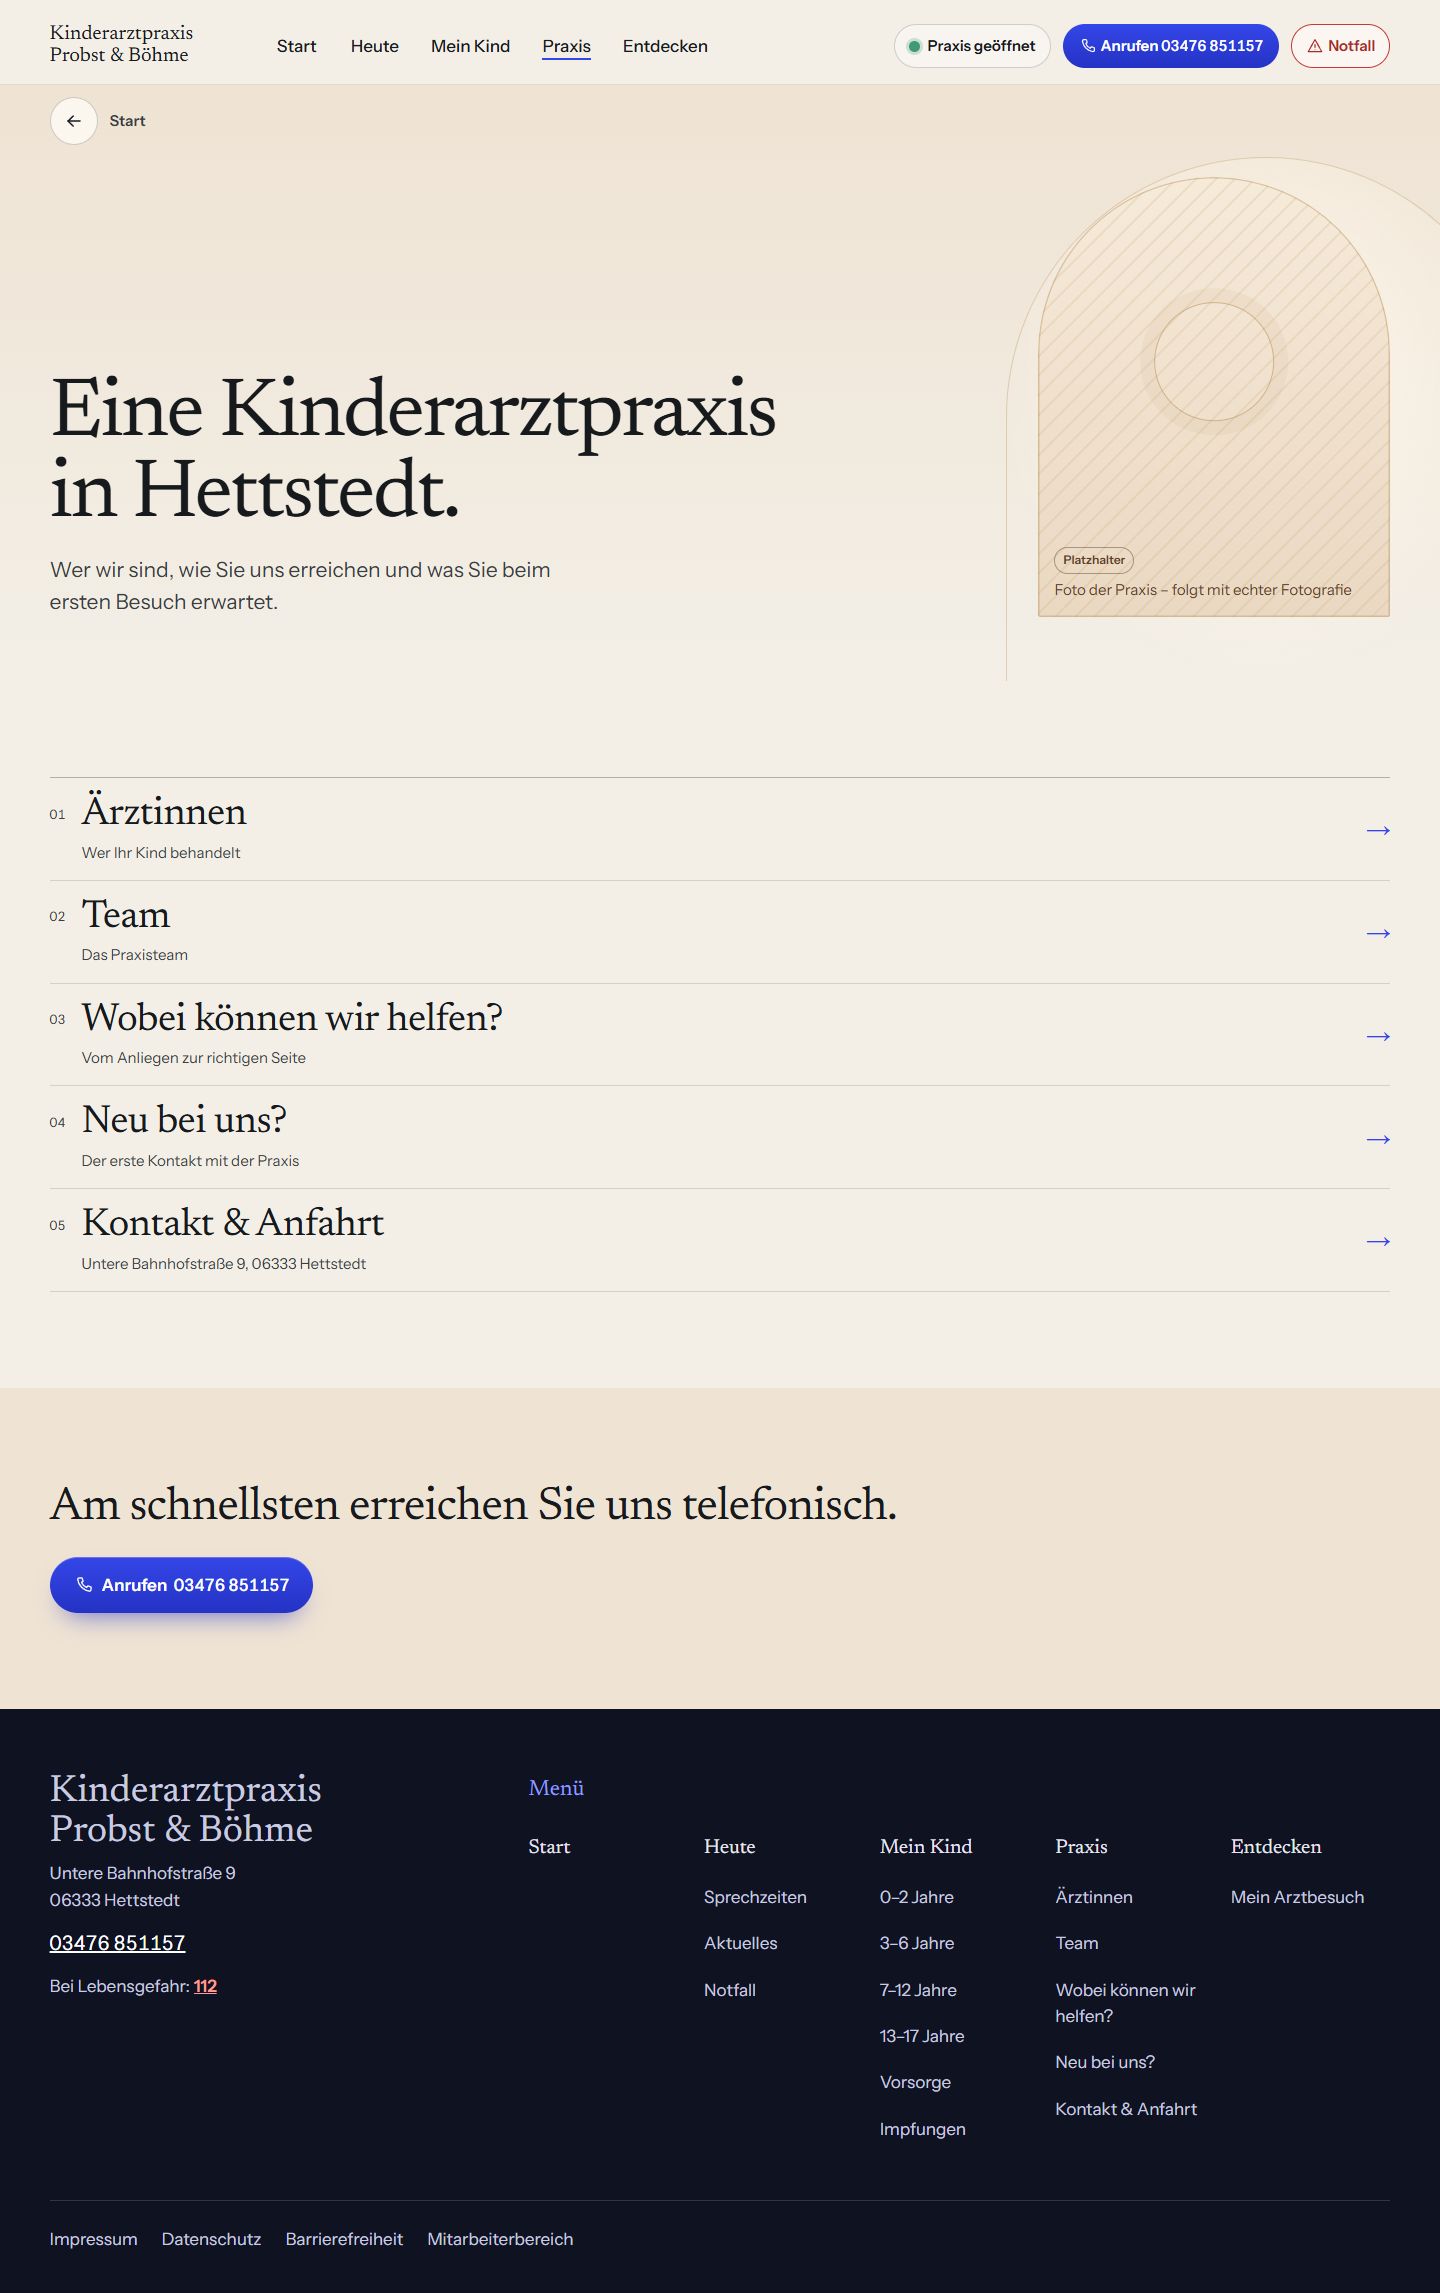 Kinderarztpraxis
Probst & Böhme
Start
Heute
Mein Kind
Praxis
Entdecken
Praxis geöffnet
Anrufen 03476 851157
Notfall
Start
Eine Kinderarztpraxis
in Hettstedt.
Wer wir sind, wie Sie uns erreichen und was Sie beim
ersten Besuch erwartet.
Platzhalter
Foto der Praxis – folgt mit echter Fotografie
01 Ärztinnen
Wer Ihr Kind behandelt
02 Team
Das Praxisteam
03 Wobei können wir helfen?
Vom Anliegen zur richtigen Seite
04 Neu bei uns?
Der erste Kontakt mit der Praxis
05 Kontakt & Anfahrt
Untere Bahnhofstraße 9, 06333 Hettstedt
Am schnellsten erreichen Sie uns telefonisch.
Anrufen 03476 851157
Kinderarztpraxis
Probst & Böhme
Untere Bahnhofstraße 9
06333 Hettstedt
03476 851157
Bei Lebensgefahr: 112
Menü
Start
Heute
Sprechzeiten
Aktuelles
Notfall
Mein Kind
0–2 Jahre
3–6 Jahre
7–12 Jahre
13–17 Jahre
Vorsorge
Impfungen
Praxis
Ärztinnen
Team
Wobei können wir
helfen?
Neu bei uns?
Kontakt & Anfahrt
Entdecken
Mein Arztbesuch
Impressum
Datenschutz
Barrierefreiheit
Mitarbeiterbereich